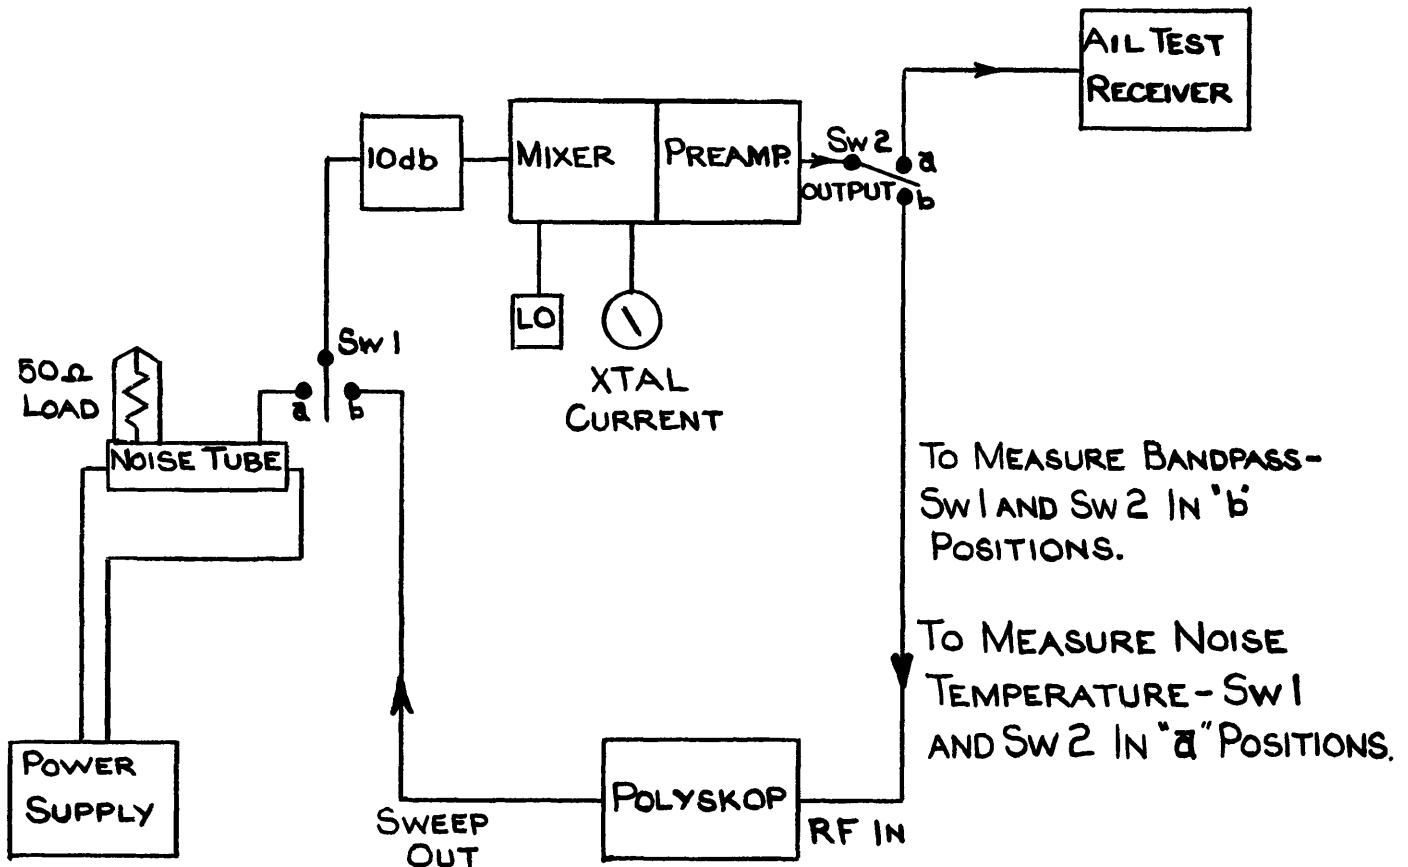 AIL TEST
RECEIVER
10db
MIXER
PREAMP.
SW 2
a
OUTPUT
b
LO
SW 1
50Ω
LOAD
a
b
XTAL
CURRENT
NOISE TUBE
TO MEASURE BANDPASS-
SW 1 AND SW 2 IN "b"
POSITIONS.
TO MEASURE NOISE
TEMPERATURE - SW 1
AND SW 2 IN "a" POSITIONS.
POWER
SUPPLY
POLYSKOP
SWEEP
OUT
RF IN